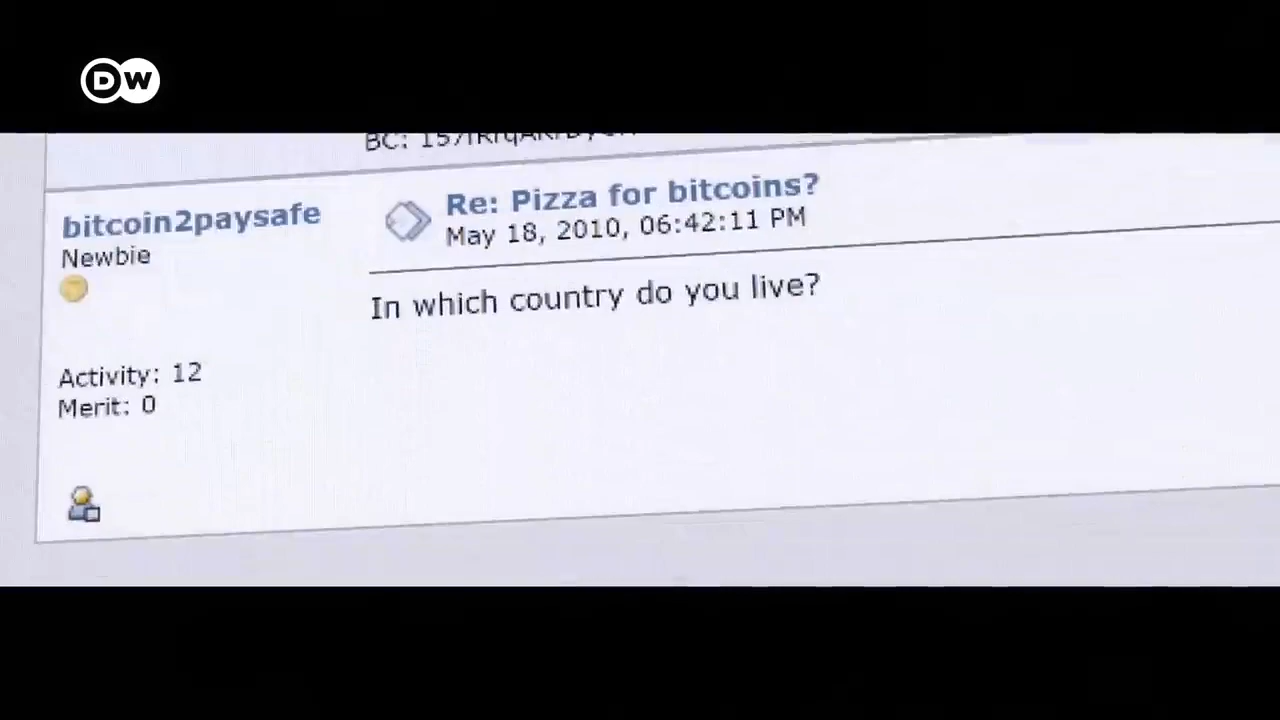 DW
BC:
Re: Pizza for bitcoins?
May 18, 2010, 06:42:11 PM
bitcoin2paysafe
Newbie
In which country do you live?
Activity: 12
Merit: 0